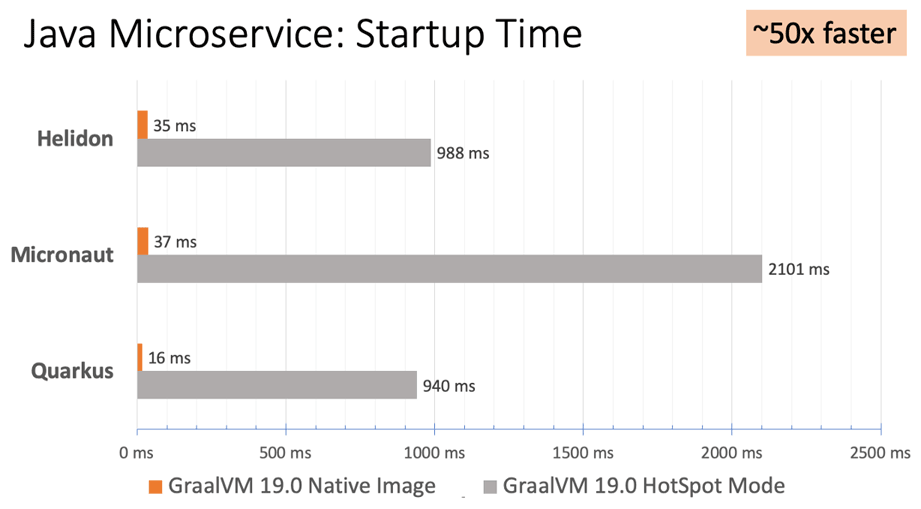 Java Microservice: Startup Time
~50x faster
Helidon
35 ms
988 ms
Micronaut
37 ms
2101 ms
Quarkus
16 ms
940 ms
0 ms 500 ms 1000 ms 1500 ms 2000 ms 2500 ms
GraalVM 19.0 Native Image GraalVM 19.0 HotSpot Mode